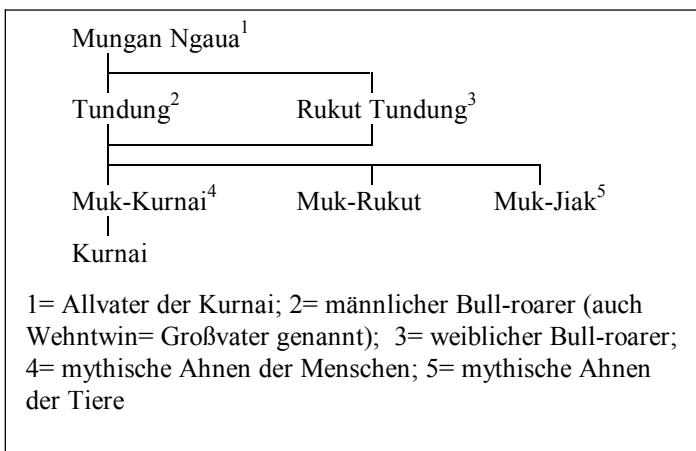 Mungan Ngaua¹
Tundung² Rukut Tundung³
Muk-Kurnai⁴ Muk-Rukut Muk-Jiak⁵
Kurnai
1= Allvater der Kurnai; 2= männlicher Bull-roarer (auch
Wehntwin= Großvater genannt); 3= weiblicher Bull-roarer;
4= mythische Ahnen der Menschen; 5= mythische Ahnen
der Tiere